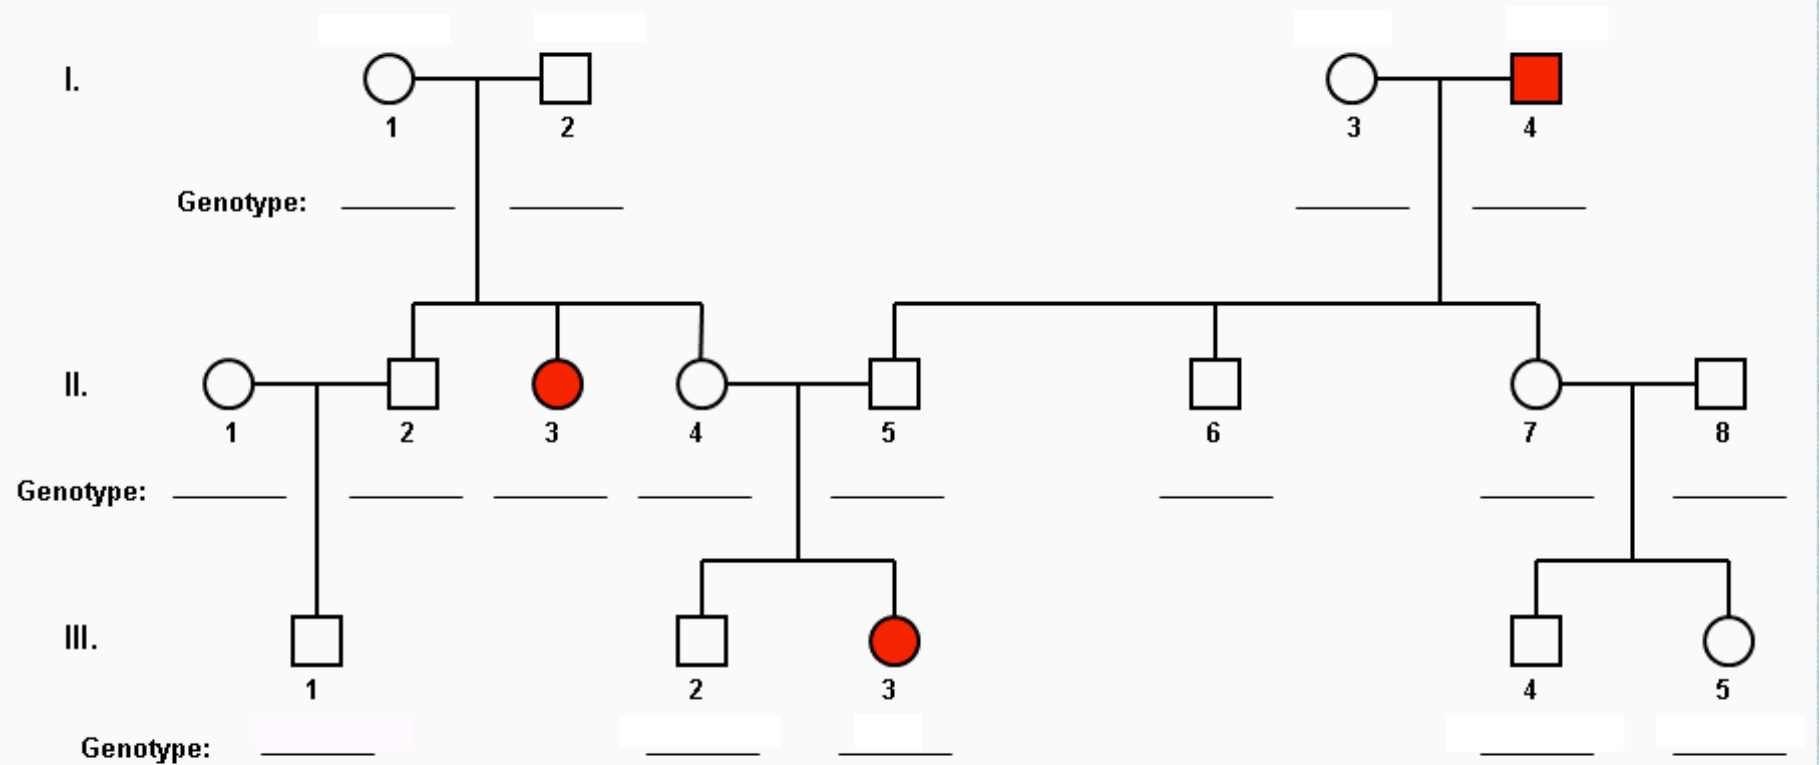 I.
1 2 3 4
Genotype:
II.
1 2 3 4 5 6 7 8
Genotype:
III.
1 2 3 4 5
Genotype: